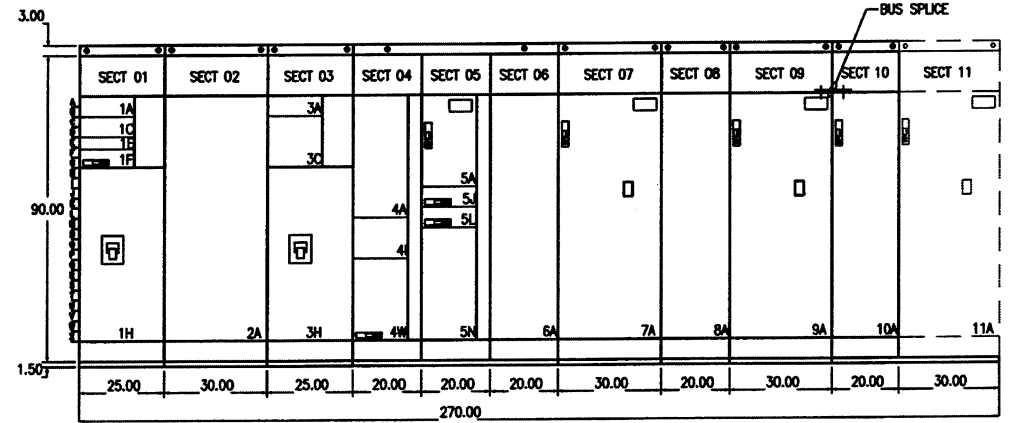 3.00
BUS SPLICE
SECT 01 SECT 02 SECT 03 SECT 04 SECT 05 SECT 06 SECT 07 SECT 08 SECT 09 SECT 10 SECT 11
1A 3A
1C
1E
1F 3C
5A
5J
90.00 4A 5L
1H 2A 3H 4W 5N 6A 7A 8A 9A 10A 11A
1.50
25.00 30.00 25.00 20.00 20.00 20.00 30.00 20.00 30.00 20.00 30.00
270.00